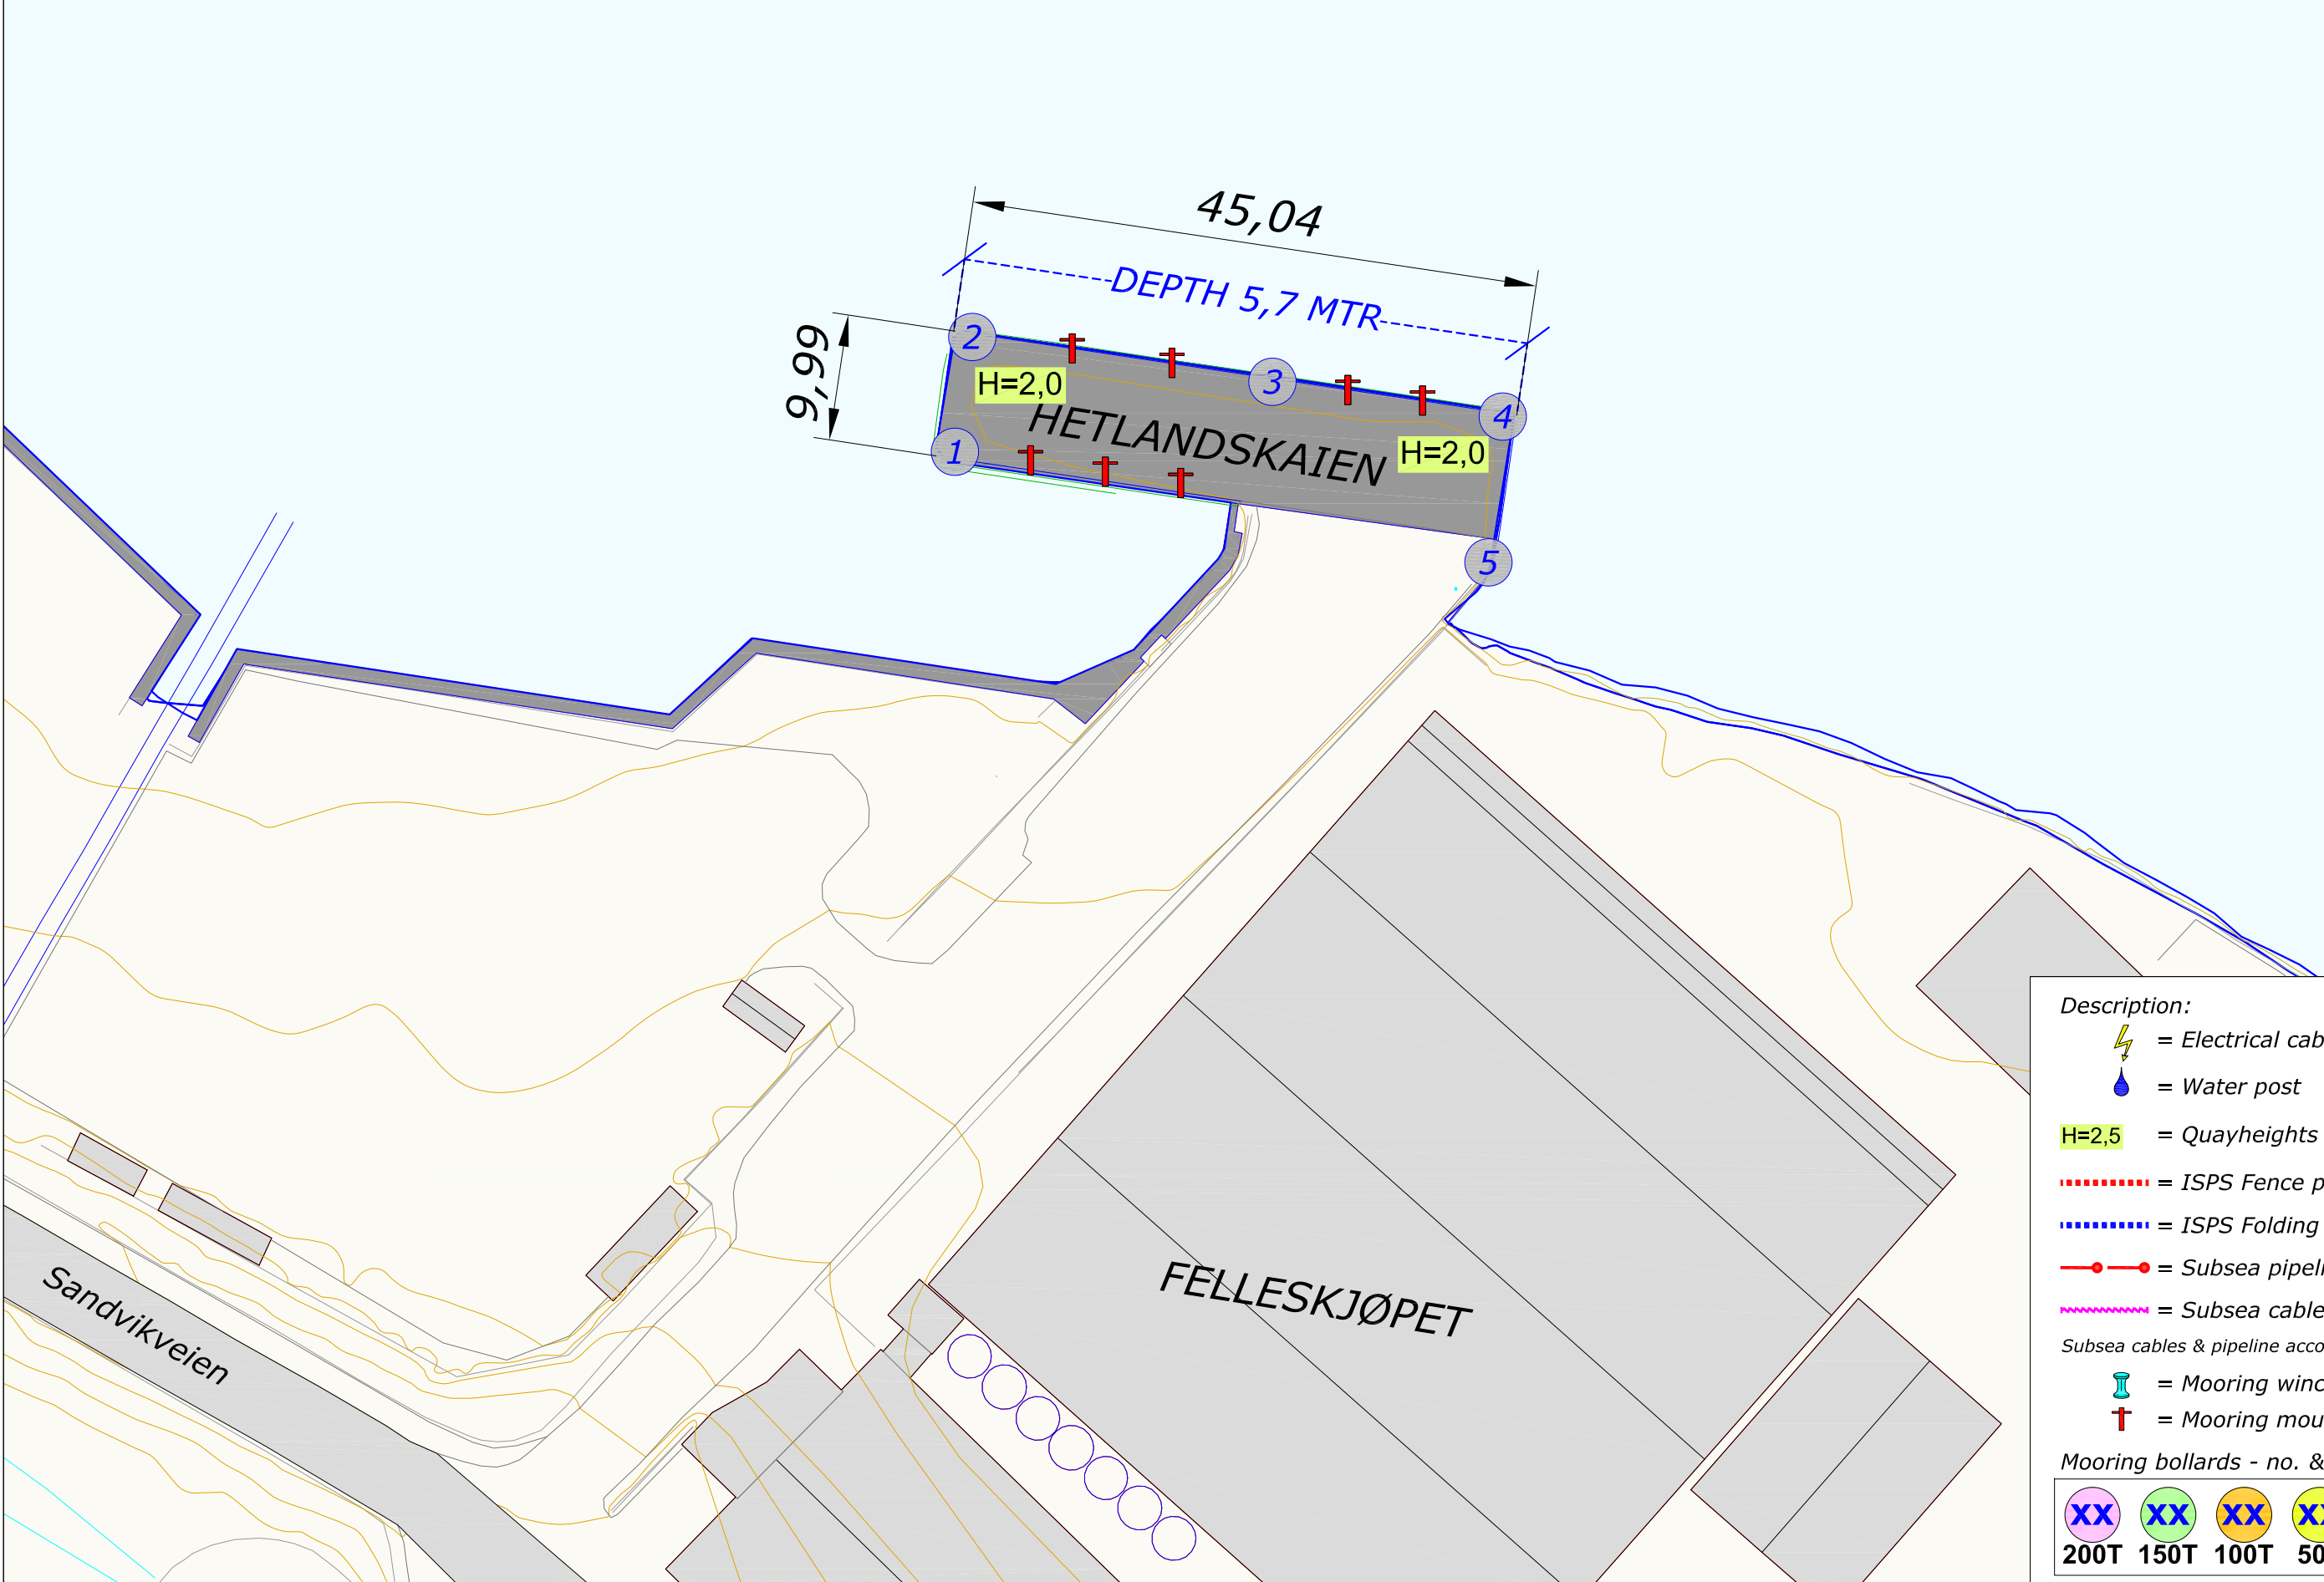 45,04
DEPTH 5,7 MTR
9,99
2
H=2,0
3
4
HETLANDSKAIEN
H=2,0
1
5
FELLESKJØPET
Sandvikveien
Description:
= Electrical cab
= Water post
H=2,5 = Quayheights
= ISPS Fence p
= ISPS Folding
= Subsea pipeli
= Subsea cable
Subsea cables & pipeline acco
= Mooring winc
= Mooring mou
Mooring bollards - no. &
XX XX XX XX
200T 150T 100T 50